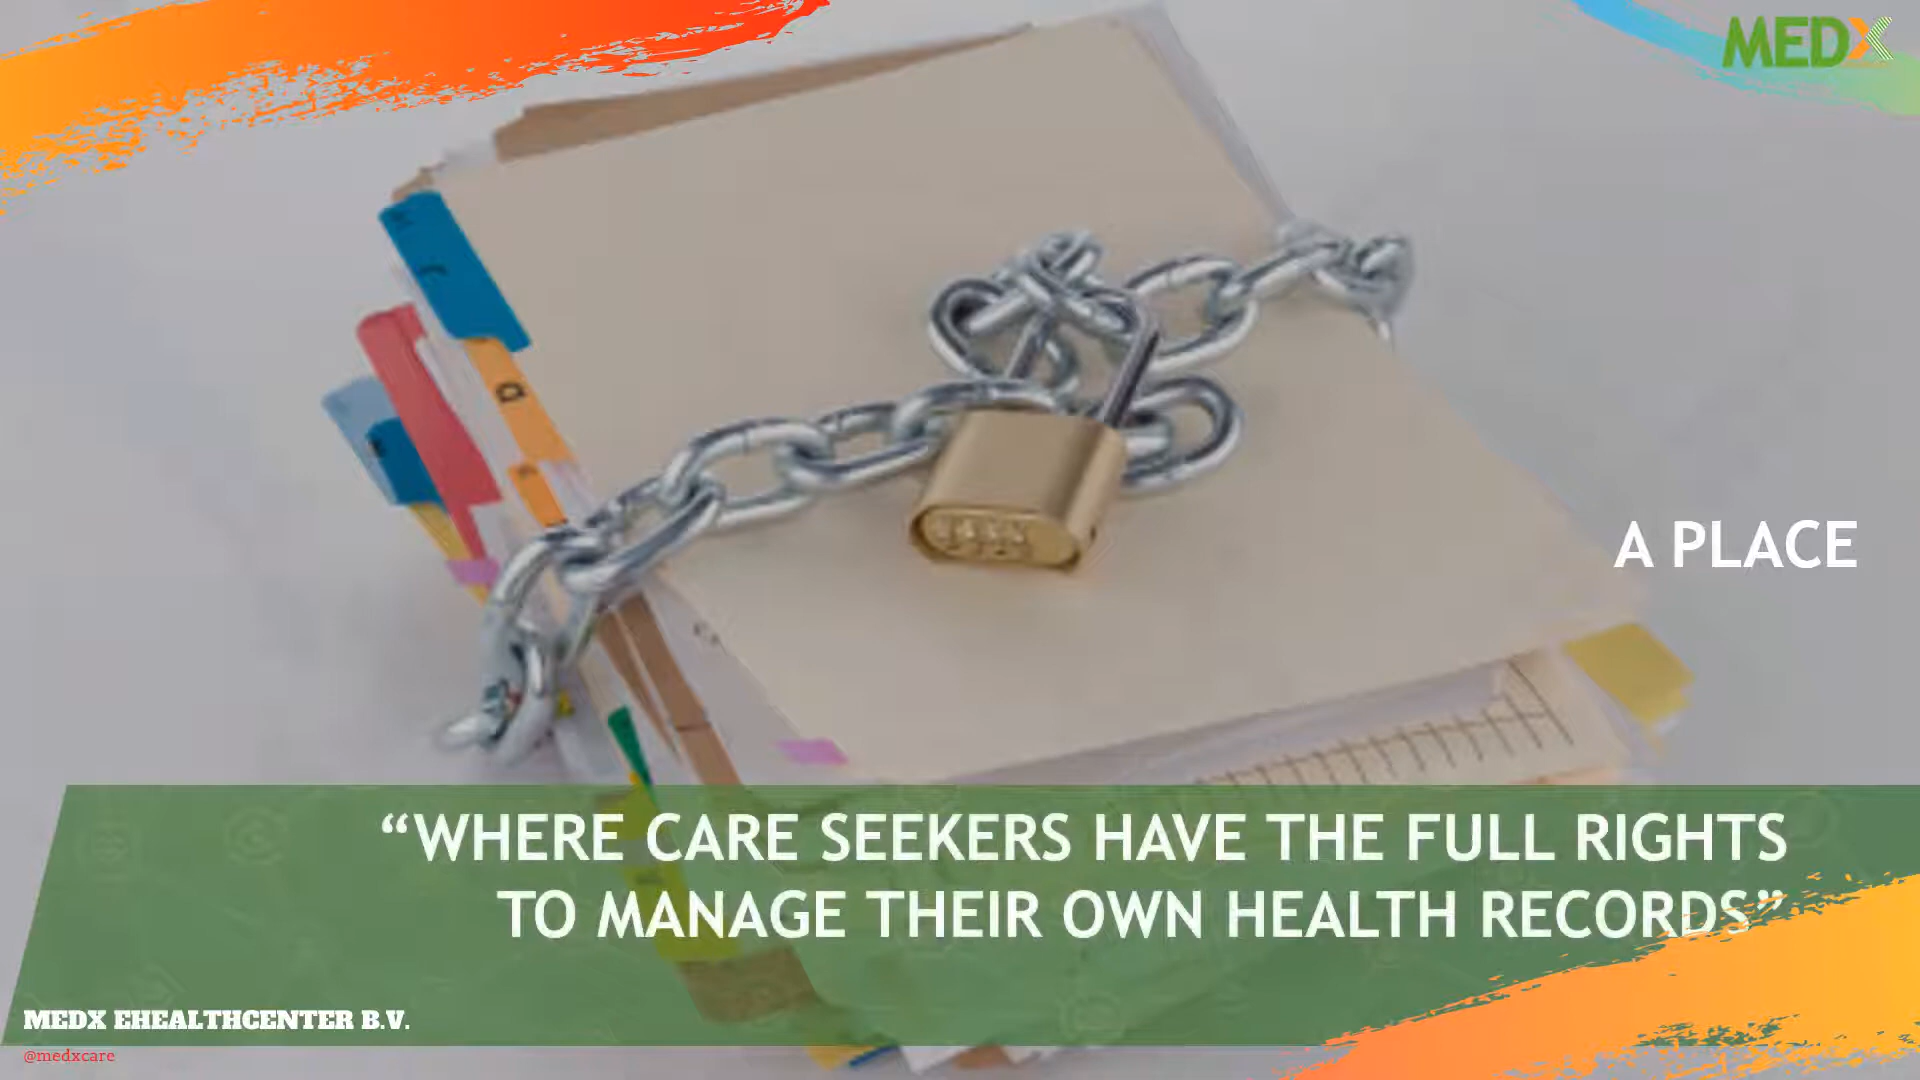 MEDX
A PLACE
“WHERE CARE SEEKERS HAVE THE FULL RIGHTS
TO MANAGE THEIR OWN HEALTH RECORDS”
MEDX EHEALTHCENTER B.V.
@medxcare